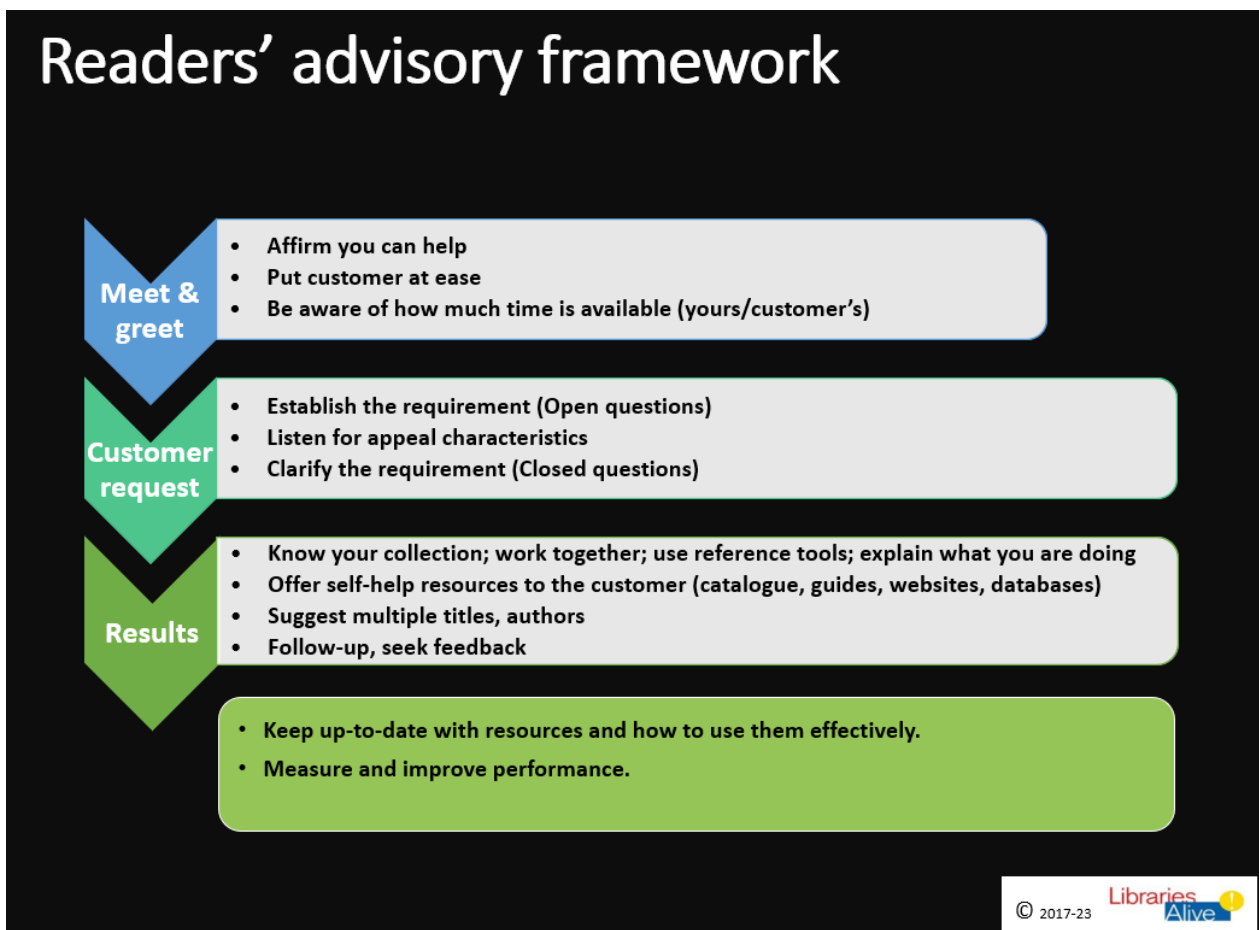 Readers' advisory framework
Meet &
greet
• Affirm you can help
• Put customer at ease
• Be aware of how much time is available (yours/customer's)
Customer
request
• Establish the requirement (Open questions)
• Listen for appeal characteristics
• Clarify the requirement (Closed questions)
Results
• Know your collection; work together; use reference tools; explain what you are doing
• Offer self-help resources to the customer (catalogue, guides, websites, databases)
• Suggest multiple titles, authors
• Follow-up, seek feedback
• Keep up-to-date with resources and how to use them effectively.
• Measure and improve performance.
© 2017-23
Libraries
Alive!